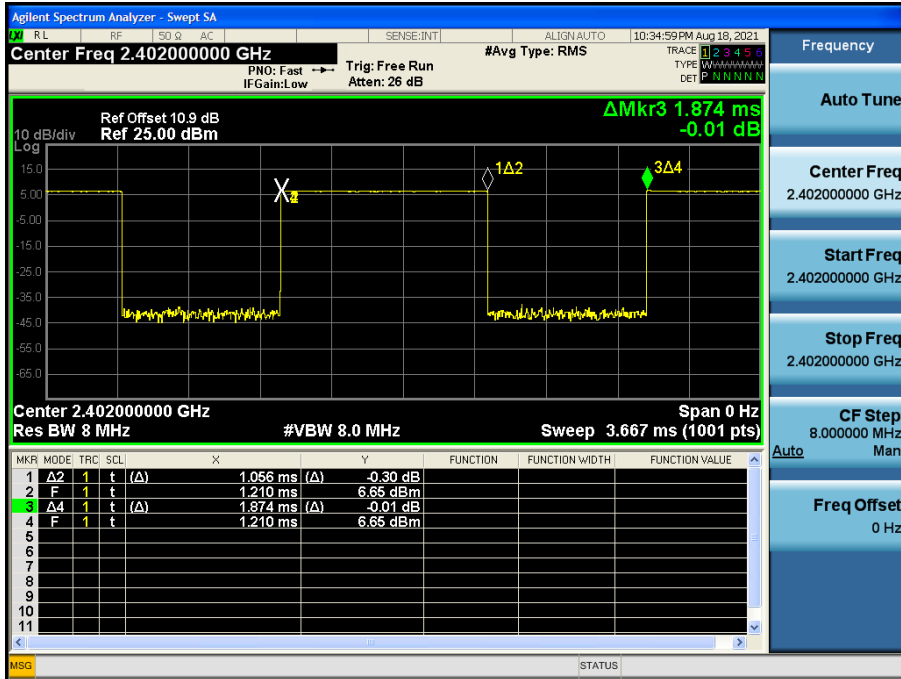 Agilent Spectrum Analyzer - Swept SA
LXI RL RF 50 Ω AC SENSE:INT ALIGN AUTO 10:34:59 PM Aug 18, 2021
Center Freq 2.402000000 GHz
PNO: Fast
IFGain:Low
Trig: Free Run
Atten: 26 dB
#Avg Type: RMS
TRACE 1 2 3 4 5 6
TYPE WWWWWW
DET P N N N N N
ΔMkr3 1.874 ms
-0.01 dB
Ref Offset 10.9 dB
10 dB/div Ref 25.00 dBm
Log
15.0
5.00
-5.00
-15.0
-25.0
-35.0
-45.0
-55.0
-65.0
1Δ2
3Δ4
Center 2.402000000 GHz Span 0 Hz
Res BW 8 MHz #VBW 8.0 MHz Sweep 3.667 ms (1001 pts)
MKR MODE TRC SCL X Y FUNCTION FUNCTION WIDTH FUNCTION VALUE
1 Δ2 1 t (Δ) 1.056 ms (Δ) -0.30 dB
2 F 1 t 1.210 ms 6.65 dBm
3 Δ4 1 t (Δ) 1.874 ms (Δ) -0.01 dB
4 F 1 t 1.210 ms 6.65 dBm
5
6
7
8
9
10
11
MSG STATUS
Frequency
Auto Tune
Center Freq
2.402000000 GHz
Start Freq
2.402000000 GHz
Stop Freq
2.402000000 GHz
CF Step
8.000000 MHz
Auto Man
Freq Offset
0 Hz